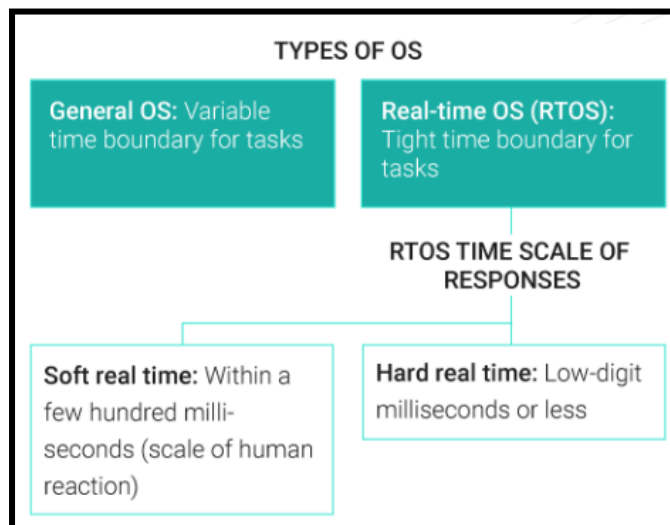 TYPES OF OS
General OS: Variable
time boundary for tasks
Real-time OS (RTOS):
Tight time boundary for
tasks
RTOS TIME SCALE OF
RESPONSES
Soft real time: Within a
few hundred milli-
seconds (scale of human
reaction)
Hard real time: Low-digit
milliseconds or less